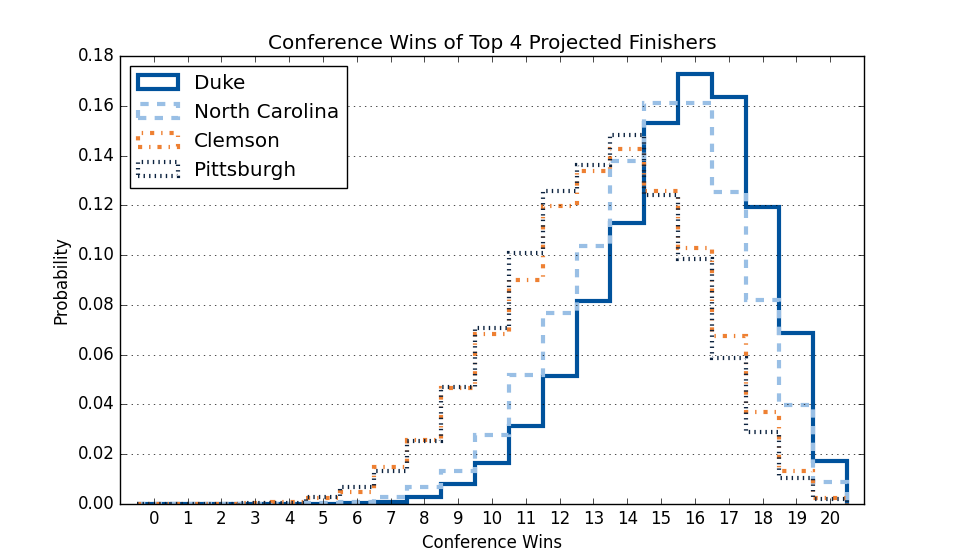 Conference Wins of Top 4 Projected Finishers
Duke
North Carolina
Clemson
Pittsburgh
0.18
0.16
0.14
0.12
0.10
0.08
0.06
0.04
0.02
0.00
Probability
0 1 2 3 4 5 6 7 8 9 10 11 12 13 14 15 16 17 18 19 20
Conference Wins